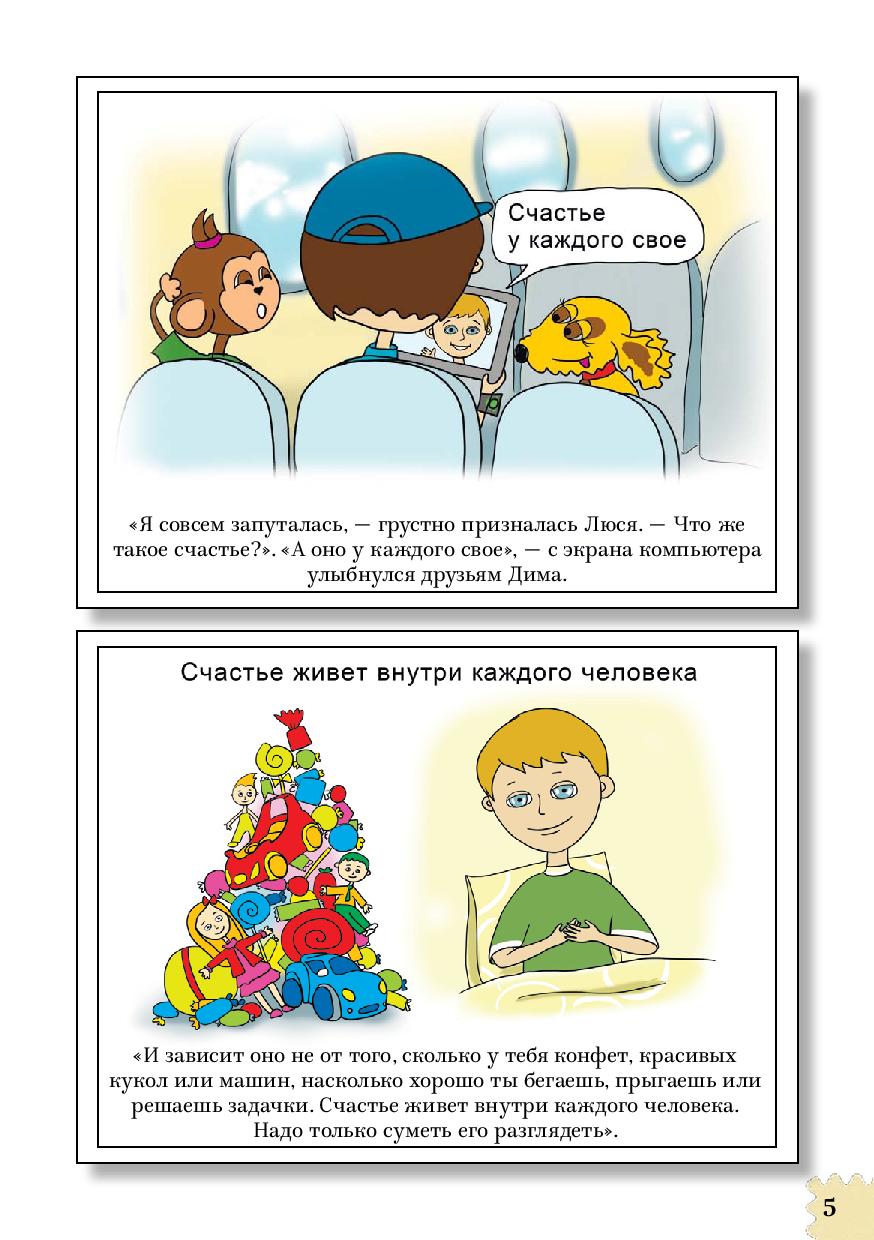 Счастье
у каждого свое
«Я совсем запуталась, — грустно призналась Люся. — Что же
такое счастье?». «А оно у каждого свое», — с экрана компьютера
улыбнулся друзьям Дима.
Счастье живет внутри каждого человека
«И зависит оно не от того, сколько у тебя конфет, красивых
кукол или машин, насколько хорошо ты бегаешь, прыгаешь или
решаешь задачки. Счастье живет внутри каждого человека.
Надо только суметь его разглядеть».
5